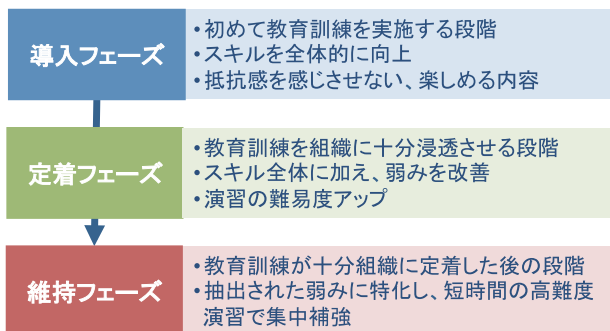 導入フェーズ
・初めて教育訓練を実施する段階
・スキルを全体的に向上
・抵抗感を感じさせない、楽しめる内容
定着フェーズ
・教育訓練を組織に十分浸透させる段階
・スキル全体に加え、弱みを改善
・演習の難易度アップ
維持フェーズ
・教育訓練が十分組織に定着した後の段階
・抽出された弱みに特化し、短時間の高難度
演習で集中補強